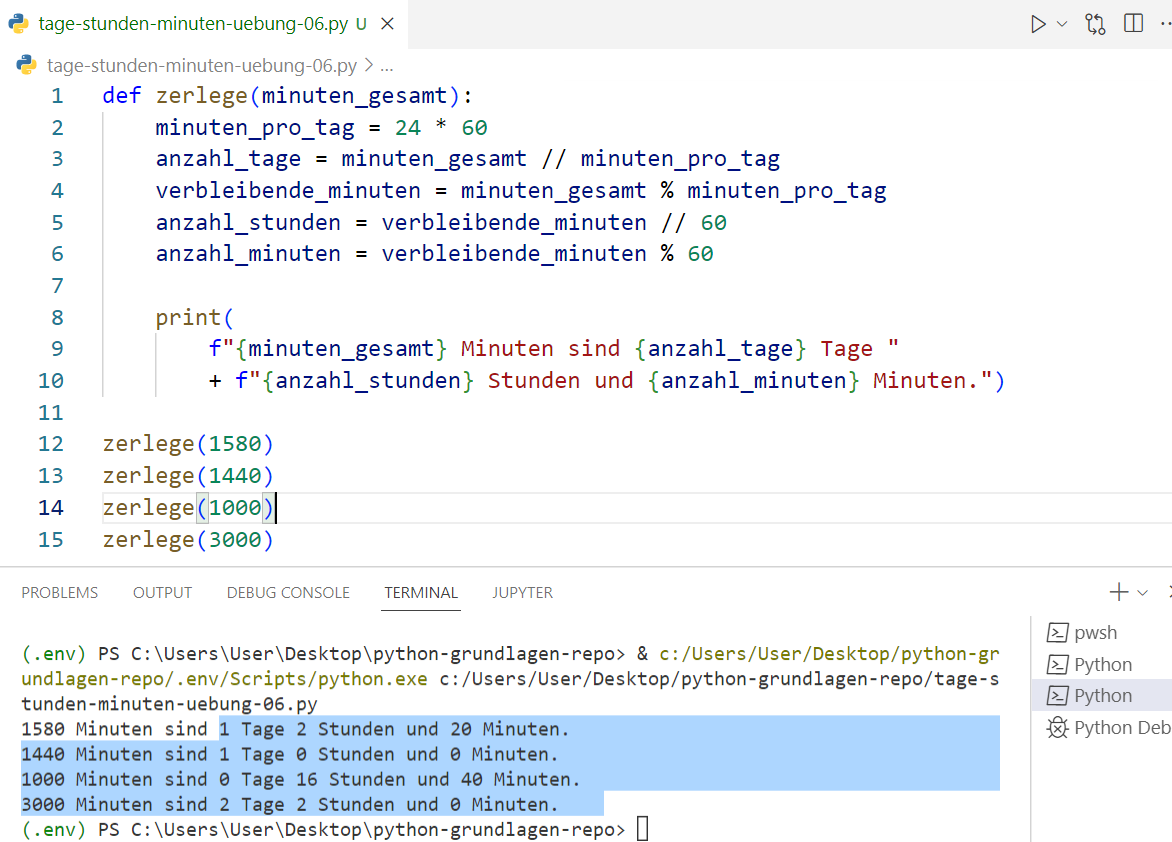 tage-stunden-minuten-uebung-06.py U
tage-stunden-minuten-uebung-06.py > ...
1 def zerlege(minuten_gesamt):
2     minuten_pro_tag = 24 * 60
3     anzahl_tage = minuten_gesamt // minuten_pro_tag
4     verbleibende_minuten = minuten_gesamt % minuten_pro_tag
5     anzahl_stunden = verbleibende_minuten // 60
6     anzahl_minuten = verbleibende_minuten % 60
7
8     print(
9         f"{minuten_gesamt} Minuten sind {anzahl_tage} Tage "
10         + f"{anzahl_stunden} Stunden und {anzahl_minuten} Minuten.")
11
12 zerlege(1580)
13 zerlege(1440)
14 zerlege(1000)
15 zerlege(3000)
PROBLEMS OUTPUT DEBUG CONSOLE TERMINAL JUPYTER
(.env) PS C:\Users\User\Desktop\python-grundlagen-repo> & c:/Users/User/Desktop/python-gr
undlagen-repo/.env/Scripts/python.exe c:/Users/User/Desktop/python-grundlagen-repo/tage-s
tunden-minuten-uebung-06.py
1580 Minuten sind 1 Tage 2 Stunden und 20 Minuten.
1440 Minuten sind 1 Tage 0 Stunden und 0 Minuten.
1000 Minuten sind 0 Tage 16 Stunden und 40 Minuten.
3000 Minuten sind 2 Tage 2 Stunden und 0 Minuten.
(.env) PS C:\Users\User\Desktop\python-grundlagen-repo>
pwsh
Python
Python
Python Deb